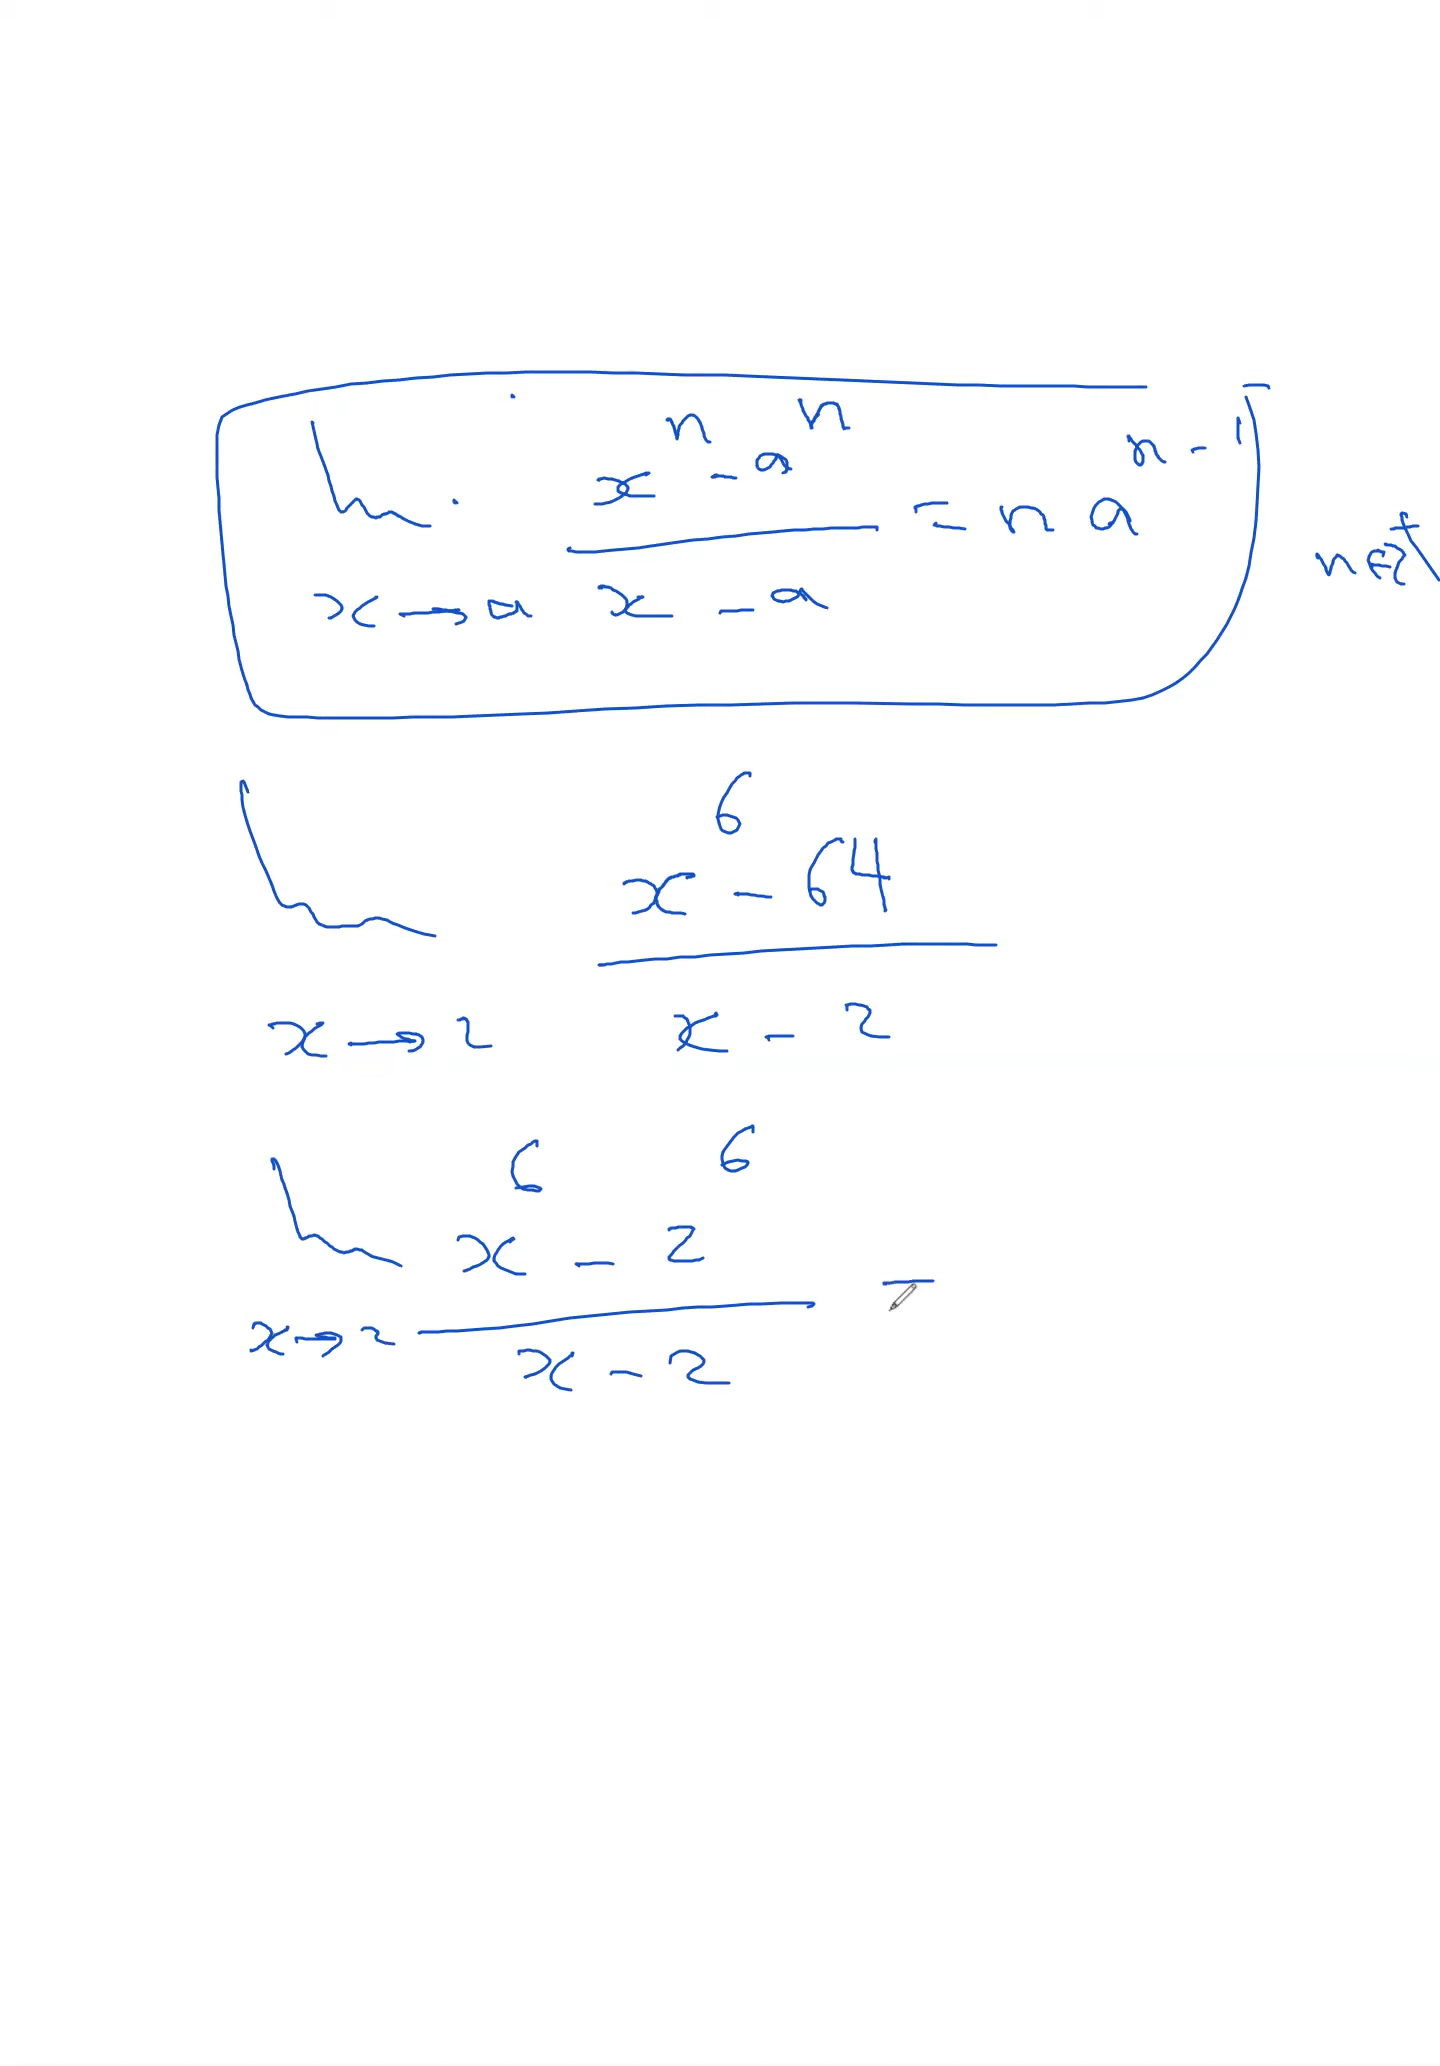 lim x→a (x^n - a^n)/(x - a) = n a^(n-1)
n∈Z^+
lim x→2 (x^6 - 64)/(x - 2)
lim x→2 (x^6 - 2^6)/(x - 2) =